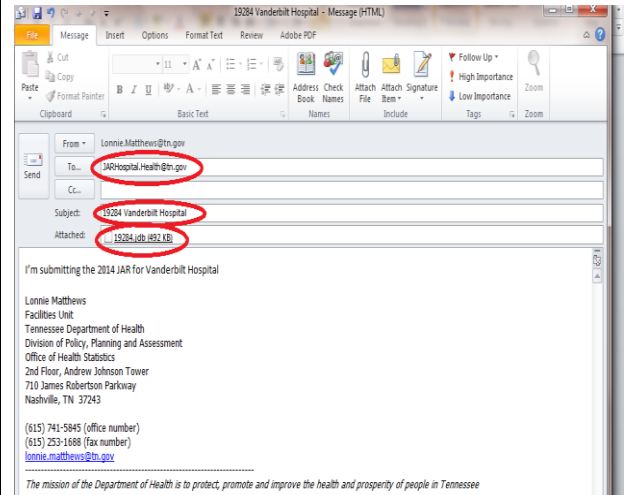 19284 Vanderbilt Hospital - Message (HTML)
File Message Insert Options Format Text Review Adobe PDF
Paste
Cut
Copy
Format Painter
Clipboard
11 A A
B I U A
Basic Text
Address Book
Check Names
Names
Attach File
Attach Item
Signature
Include
Follow Up
High Importance
Low Importance
Tags
Zoom
Zoom
Send
From Lonnie.Matthews@tn.gov
To... JARHospital.Health@tn.gov
Cc...
Subject: 19284 Vanderbilt Hospital
Attached: 19284.jdb (492 KB)
I'm submitting the 2014 JAR for Vanderbilt Hospital
Lonnie Matthews
Facilities Unit
Tennessee Department of Health
Division of Policy, Planning and Assessment
Office of Health Statistics
2nd Floor, Andrew Johnson Tower
710 James Robertson Parkway
Nashville, TN 37243
(615) 741-5845 (office number)
(615) 253-1688 (fax number)
lonnie.matthews@tn.gov
--------------------------------------------------------------------------
The mission of the Department of Health is to protect, promote and improve the health and prosperity of people in Tennessee